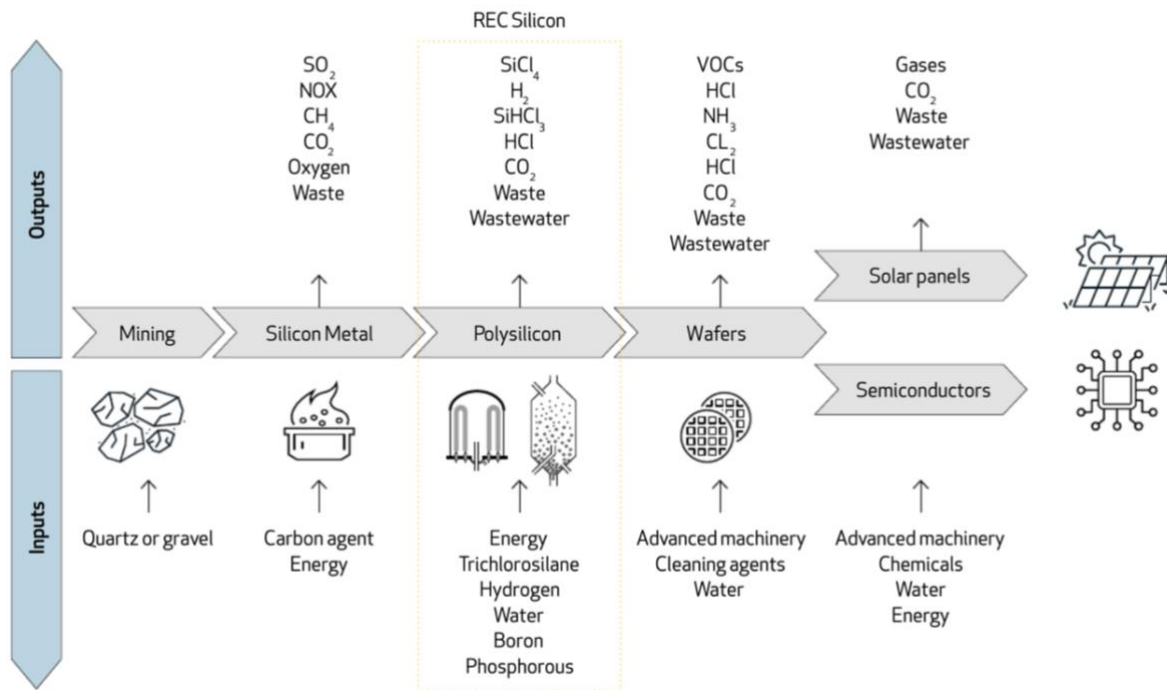 REC Silicon
Outputs
SO₂
NOX
CH₄
CO₂
Oxygen
Waste
SiCl₄
H₂
SiHCl₃
HCl
CO₂
Waste
Wastewater
VOCs
HCl
NH₃
CL₂
HCl
CO₂
Waste
Wastewater
Gases
CO₂
Waste
Wastewater
Mining
Silicon Metal
Polysilicon
Wafers
Solar panels
Semiconductors
Inputs
Quartz or gravel
Carbon agent
Energy
Energy
Trichlorosilane
Hydrogen
Water
Boron
Phosphorous
Advanced machinery
Cleaning agents
Water
Advanced machinery
Chemicals
Water
Energy